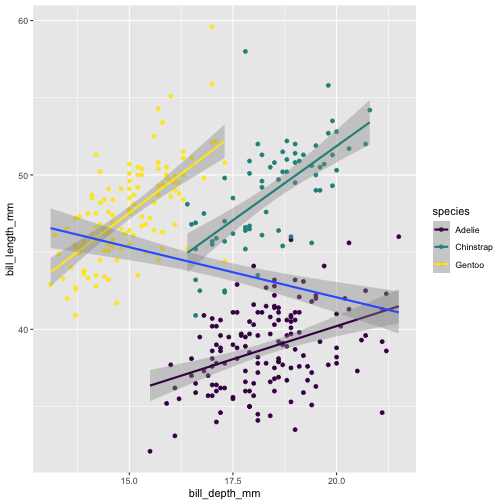 60
50
40
bill_length_mm
15.0
17.5
20.0
bill_depth_mm
species
Adelie
Chinstrap
Gentoo